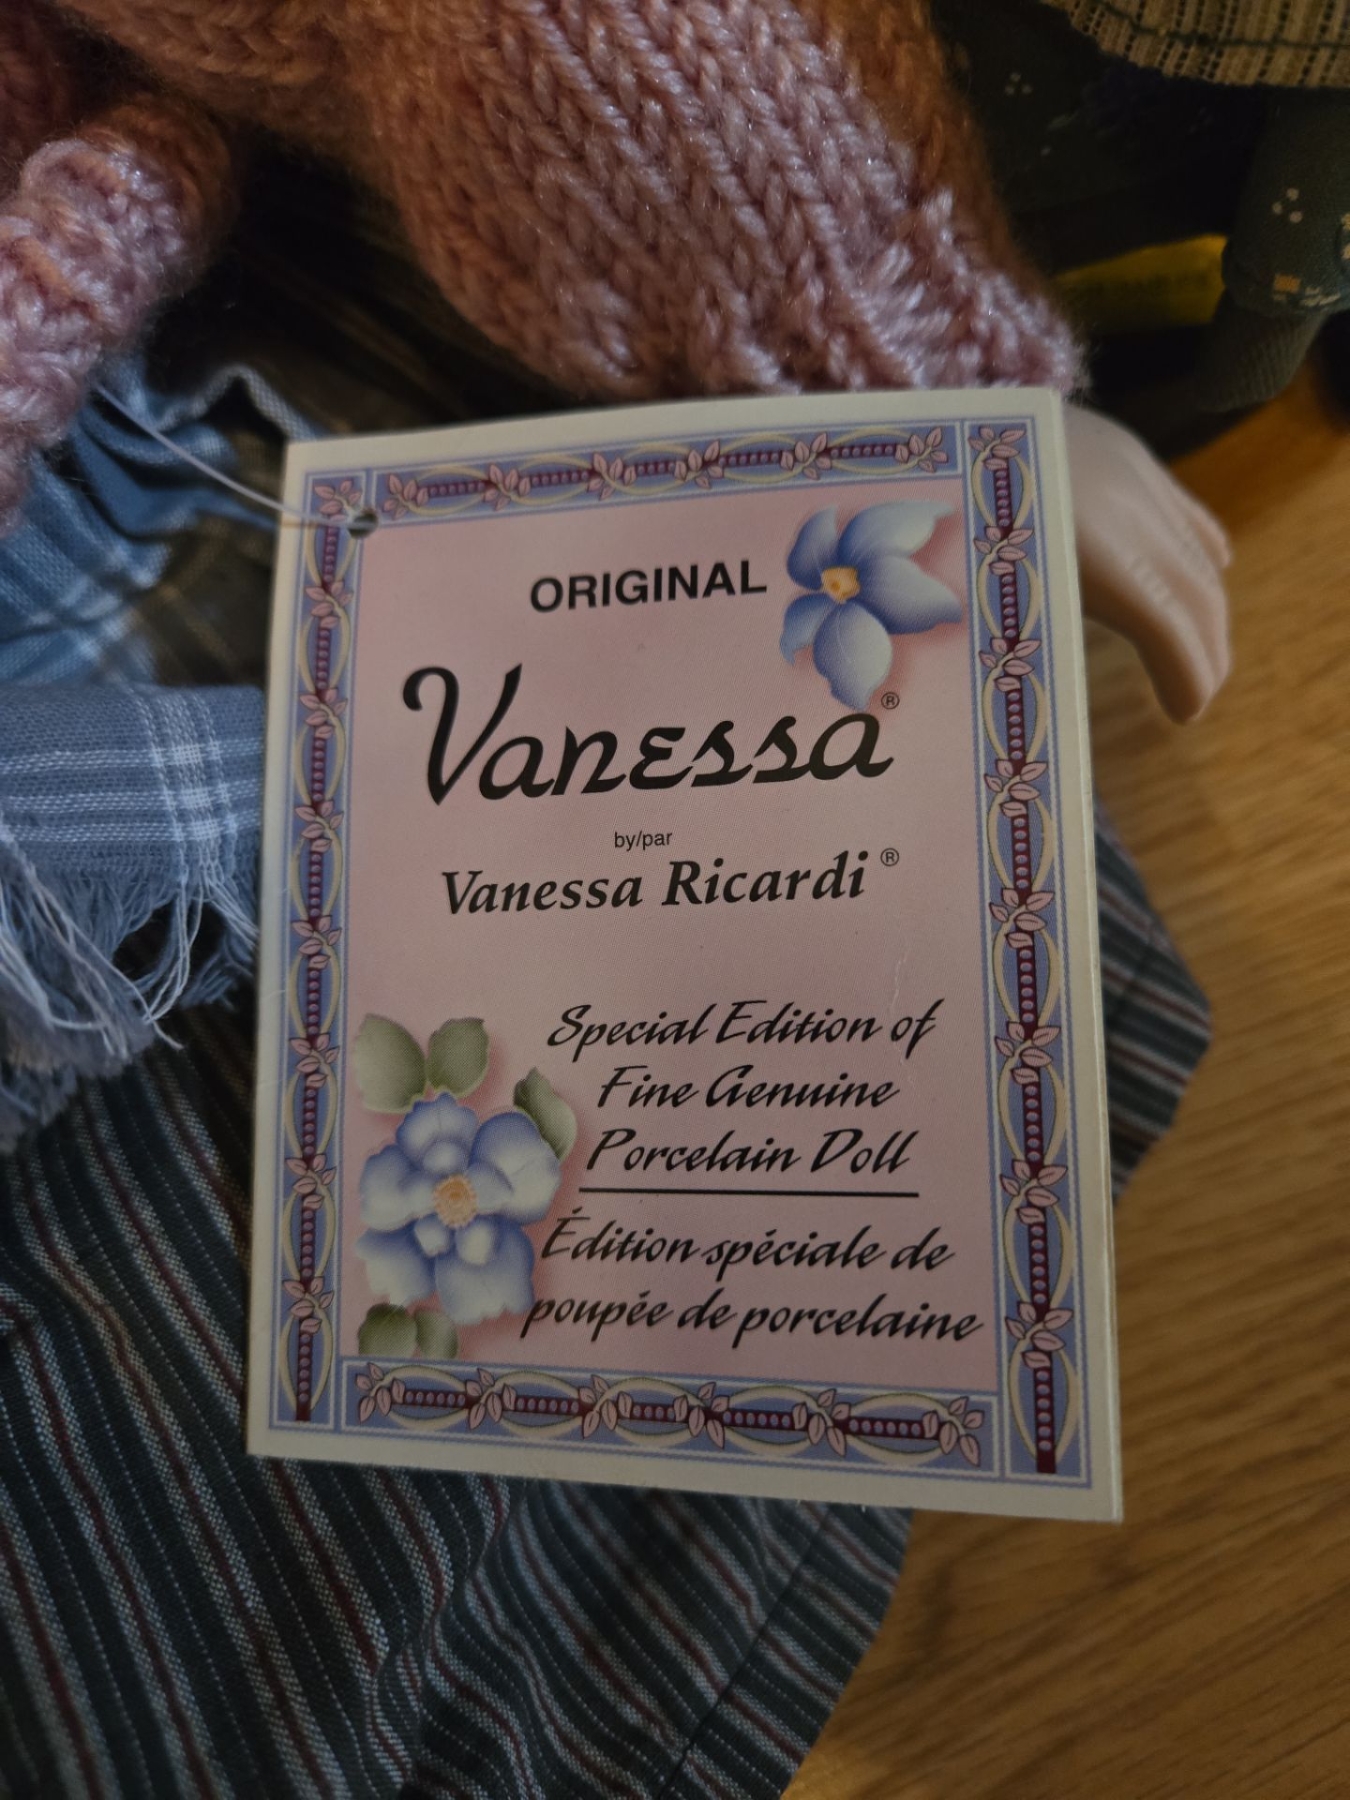 ORIGINAL
Vanessa®
by/par
Vanessa Ricardi®
Special Edition of
Fine Genuine
Porcelain Doll
Édition spéciale de
poupée de porcelaine